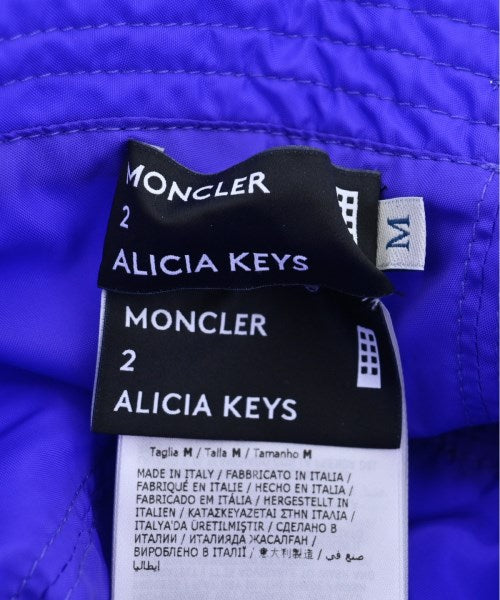 MONCLER
2
ALICIA KEYS
M
MONCLER
2
ALICIA KEYS
Taglia M / Talla M / Tamanho M
MADE IN ITALY / FABBRICATO IN ITALIA /
FABRIQUÉ EN ITALIE / HECHO EN ITALIA /
FABRICADO EM ITÁLIA / HERGESTELLT IN
ITALIEN / ΚΑΤΑΣΚΕΥΑΖΕΤΑΙ ΣΤΗΝ ΙΤΑΛΙΑ /
ITALYA'DA ÜRETILMIŞTIR / СДЕЛАНО В
ИТАЛИИ / ИТАЛИЯДА ЖАСАЛҒАН /
ВИРОБЛЕНО В ІТАЛІЇ / 意大利製造 / صنع في
إيطاليا